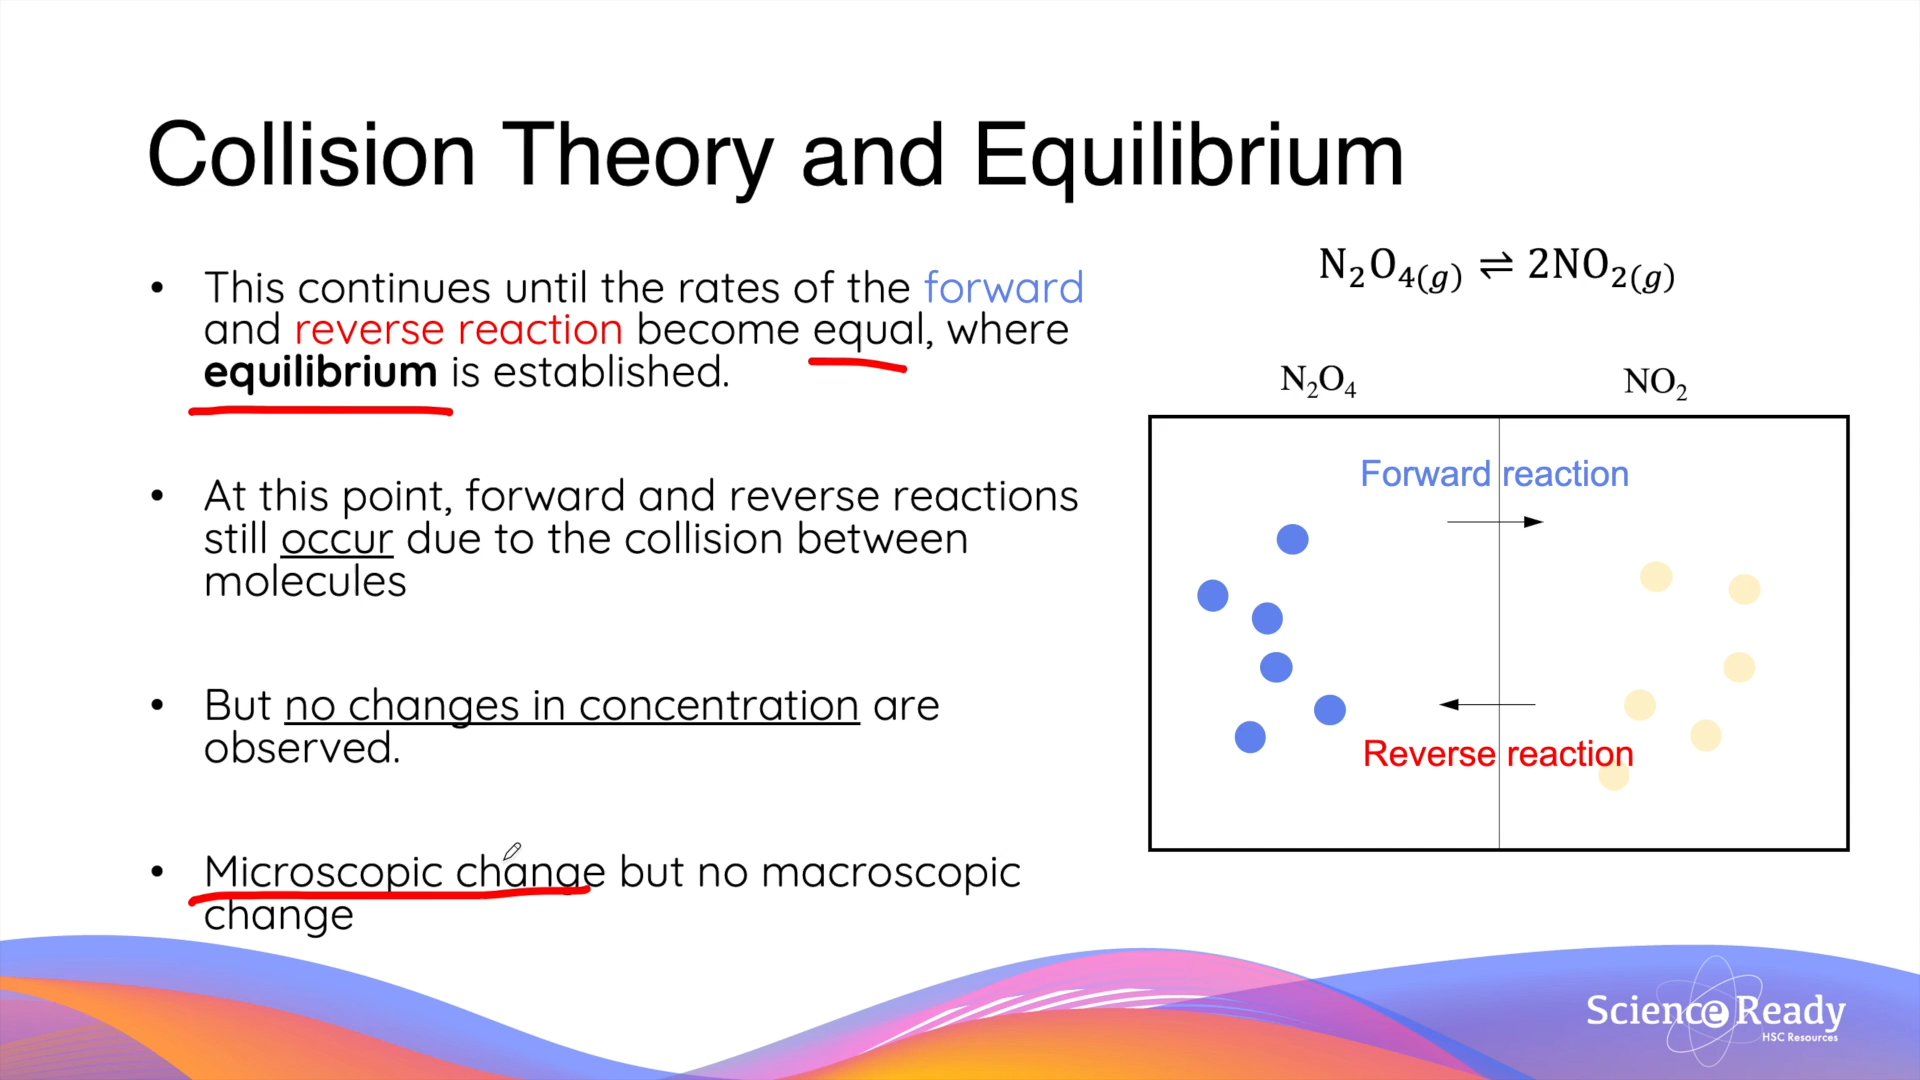 Collision Theory and Equilibrium
• This continues until the rates of the forward
and reverse reaction become equal, where
equilibrium is established.
• At this point, forward and reverse reactions
still occur due to the collision between
molecules
• But no changes in concentration are
observed.
• Microscopic change but no macroscopic
change
N₂O₄(g) ⇌ 2NO₂(g)
N₂O₄ NO₂
Forward reaction
Reverse reaction
Science Ready
HSC Resources